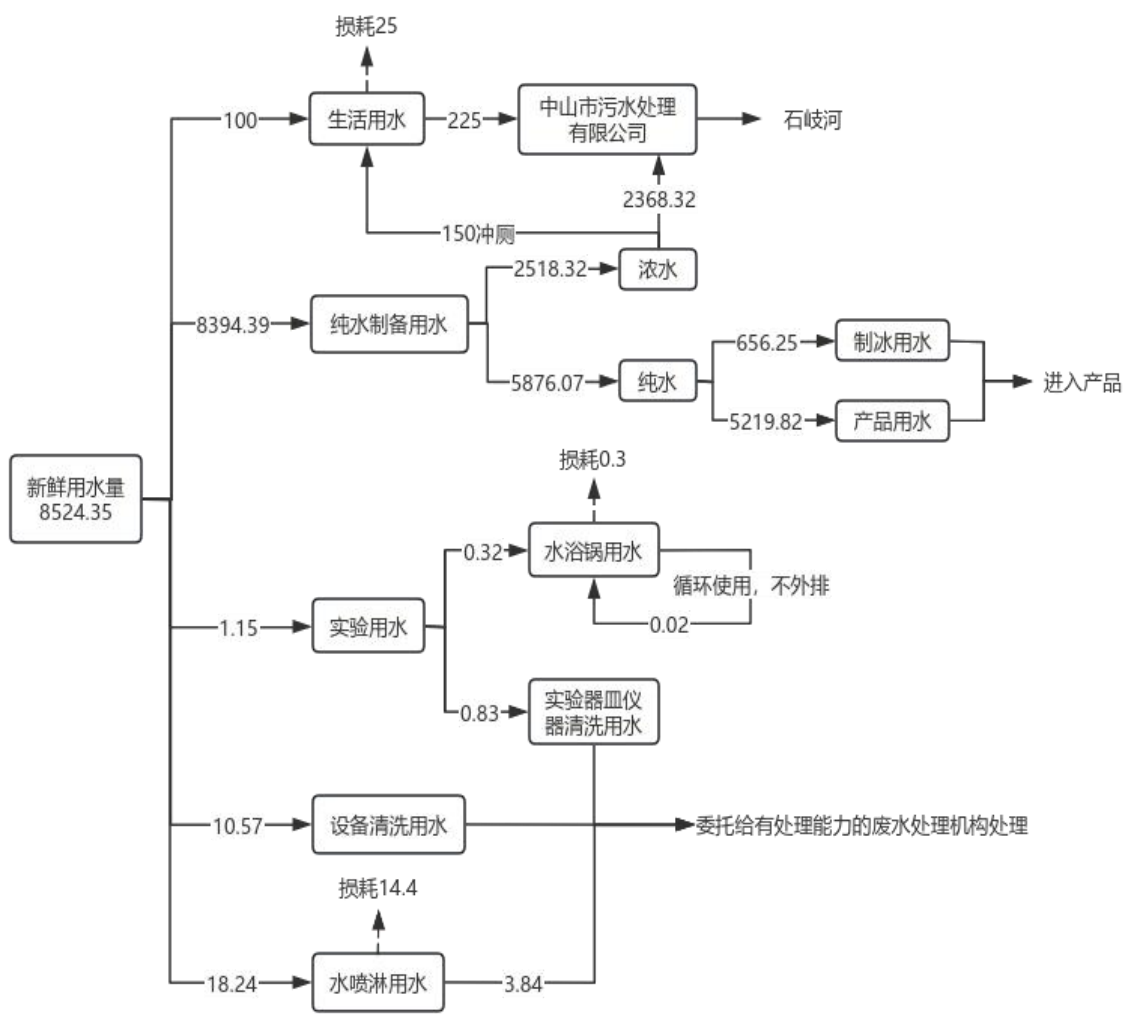 损耗25
100
生活用水
225
中山市污水处理
有限公司
石岐河
2368.32
150冲厕
2518.32
浓水
8394.39
纯水制备用水
5876.07
纯水
656.25
制冰用水
进入产品
5219.82
产品用水
新鲜用水量
8524.35
损耗0.3
0.32
水浴锅用水
循环使用，不外排
0.02
1.15
实验用水
0.83
实验器皿仪
器清洗用水
10.57
设备清洗用水
委托给有处理能力的废水处理机构处理
损耗14.4
18.24
水喷淋用水
3.84